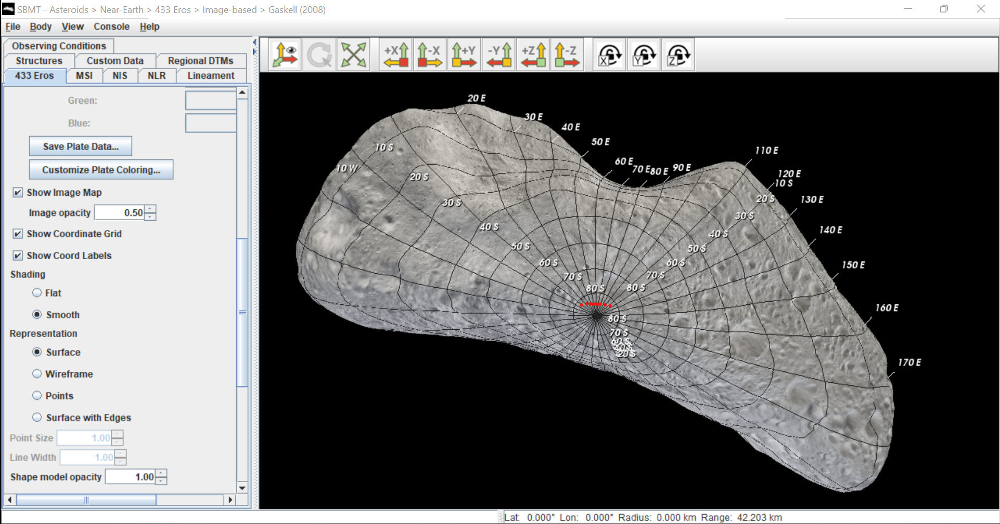 SBMT - Asteroids > Near-Earth > 433 Eros > Image-based > Gaskell (2008)
File Body View Console Help
Observing Conditions
Structures Custom Data Regional DTMs
433 Eros MSI NIS NLR Lineament
Green:
Blue:
Save Plate Data...
Customize Plate Coloring...
Show Image Map
Image opacity 0.50
Show Coordinate Grid
Show Coord Labels
Shading
Flat
Smooth
Representation
Surface
Wireframe
Points
Surface with Edges
Point Size 1.00
Line Width 1.00
Shape model opacity 1.00
+X -X +Y -Y +Z -Z X Y Z
20 E
30 E
40 E
50 E
60 E
70 E
80 E
90 E
110 E
120 E
10 S
20 S
130 E
30 S
140 E
40 S
50 S
150 E
60 S
70 S
80 S
160 E
170 E
10 S
10 W
20 S
30 S
40 S
50 S
60 S
70 S
80 S
80 S
70 S
60 S
20 S
Lat: 0.000° Lon: 0.000° Radius: 0.000 km Range: 42.203 km